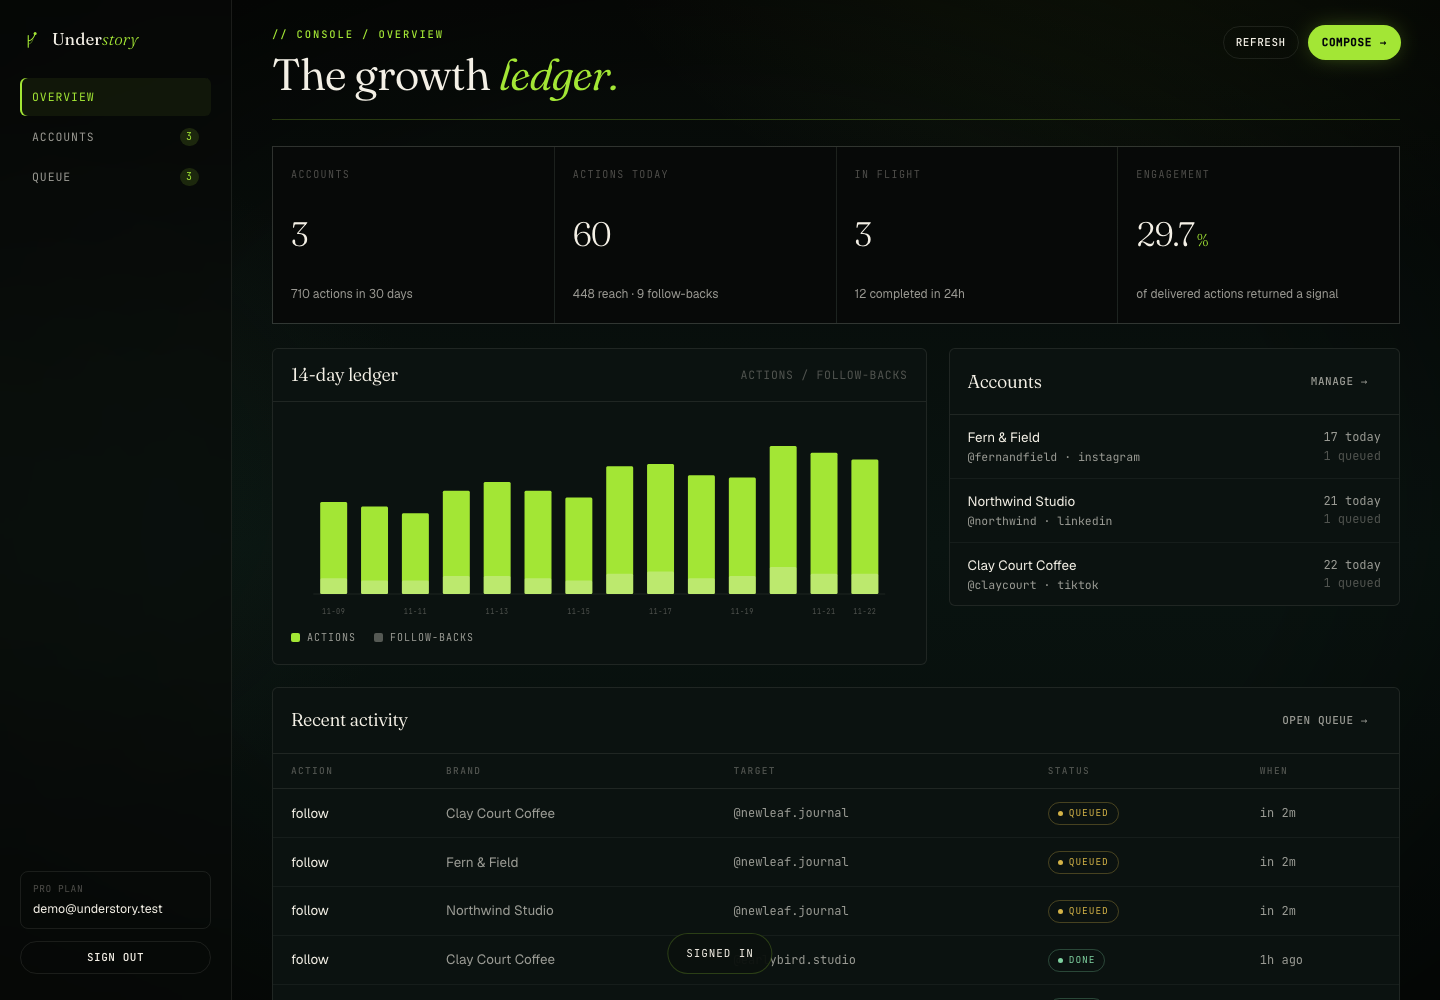 Understory
OVERVIEW
ACCOUNTS 3
QUEUE 3
PRO PLAN
demo@understory.test
SIGN OUT
// CONSOLE / OVERVIEW
The growth ledger.
REFRESH
COMPOSE →
ACCOUNTS
3
710 actions in 30 days
ACTIONS TODAY
60
448 reach · 9 follow-backs
IN FLIGHT
3
12 completed in 24h
ENGAGEMENT
29.7%
of delivered actions returned a signal
14-day ledger
ACTIONS / FOLLOW-BACKS
11-09 11-11 11-13 11-15 11-17 11-19 11-21 11-22
ACTIONS FOLLOW-BACKS
Accounts
MANAGE →
Fern & Field 17 today
@fernandfield · instagram 1 queued
Northwind Studio 21 today
@northwind · linkedin 1 queued
Clay Court Coffee 22 today
@claycourt · tiktok 1 queued
Recent activity
OPEN QUEUE →
ACTION BRAND TARGET STATUS WHEN
follow Clay Court Coffee @newleaf.journal QUEUED in 2m
follow Fern & Field @newleaf.journal QUEUED in 2m
follow Northwind Studio @newleaf.journal QUEUED in 2m
follow Clay Court Coffee ybird.studio DONE 1h ago
SIGNED IN